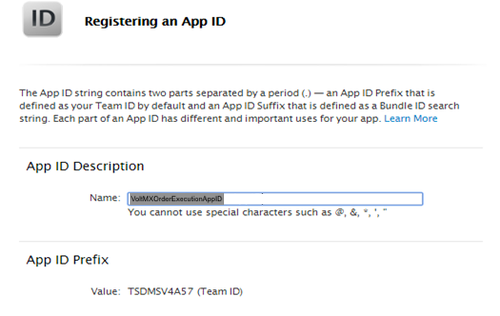 ID
Registering an App ID
The App ID string contains two parts separated by a period (.) — an App ID Prefix that is
defined as your Team ID by default and an App ID Suffix that is defined as a Bundle ID search
string. Each part of an App ID has different and important uses for your app. Learn More
App ID Description
Name: VoltMXOrderExecutionAppID
You cannot use special characters such as @, &, *, ', "
App ID Prefix
Value: TSDMSV4A57 (Team ID)